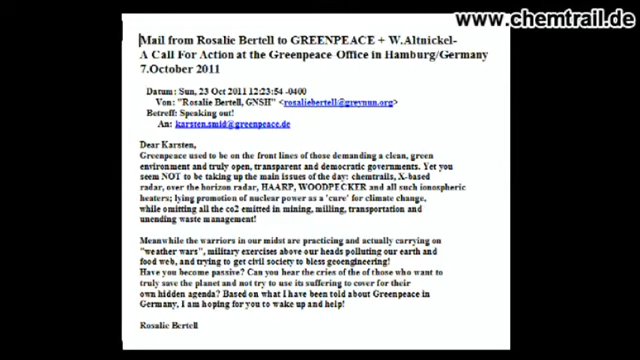 www.chemtrail.de
Mail from Rosalie Bertell to GREENPEACE + W.Altnickel-
A Call For Action at the Greenpeace Office in Hamburg/Germany
7.October 2011
Datum: Sun, 23 Oct 2011 12:23:54 -0400
Von: "Rosalie Bertell, GNSH" <rosaliebertell@greynun.org>
Betreff: Speaking out!
An: karsten.smid@greenpeace.de
Dear Karsten,
Greenpeace used to be on the front lines of those demanding a clean, green
environment and truly open, transparent and democratic governments. Yet you
seem NOT to be taking up the main issues of the day: chemtrails, X-based
radar, over the horizon radar, HAARP, WOODPECKER and all such ionospheric
heaters; lying promotion of nuclear power as a 'cure' for climate change,
while omitting all the co2 emitted in mining, milling, transportation and
unending waste management!
Meanwhile the warriors in our midst are practicing and actually carrying on
"weather wars", military exercises above our heads polluting our earth and
food web, and trying to get civil society to bless geoengineering!
Have you become passive? Can you hear the cries of the of those who want to
truly save the planet and not try to use its suffering to cover for their
own hidden agenda? Based on what I have been told about Greenpeace in
Germany, I am hoping for you to wake up and help!
Rosalie Bertell